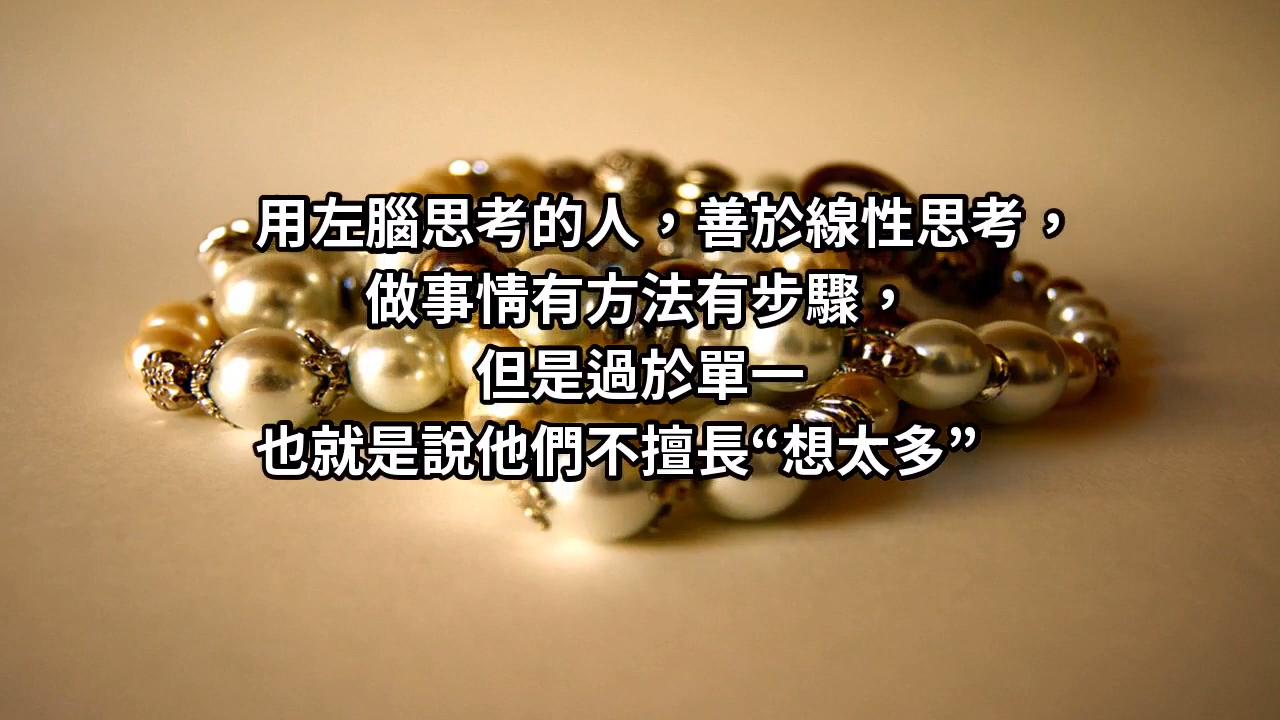 用左腦思考的人，善於線性思考，
做事情有方法有步驟，
但是過於單一
也就是說他們不擅長“想太多”